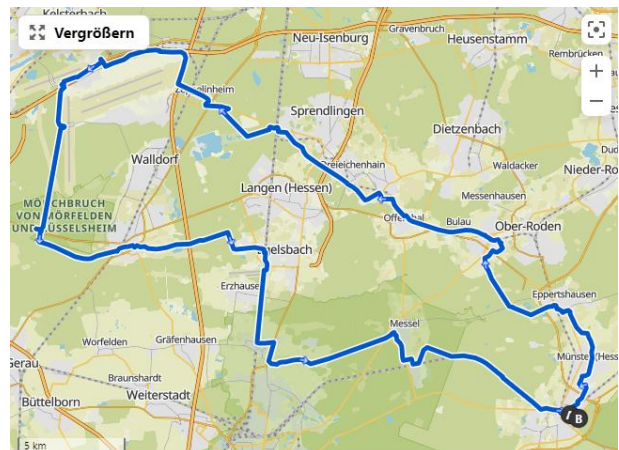 Kelsterbach
Vergrößern
Neu-Isenburg
Gravenbruch
Heusenstamm
Rembrücken
Zeppelinheim
Sprendlingen
Dietzenbach
Walldorf
Dreieichenhain
Waldacker
Langen (Hessen)
Messenhausen
MÖNCHBRUCH
VON MÖRFELDEN
UND RÜSSELSHEIM
Offenthal
Bulau
Ober-Roden
Egelsbach
Erzhausen
Eppertshausen
Messel
Worfelden
Gräfenhausen
Münster (Hess
Gerau
Braunshardt
Büttelborn
Weiterstadt
B
5 km